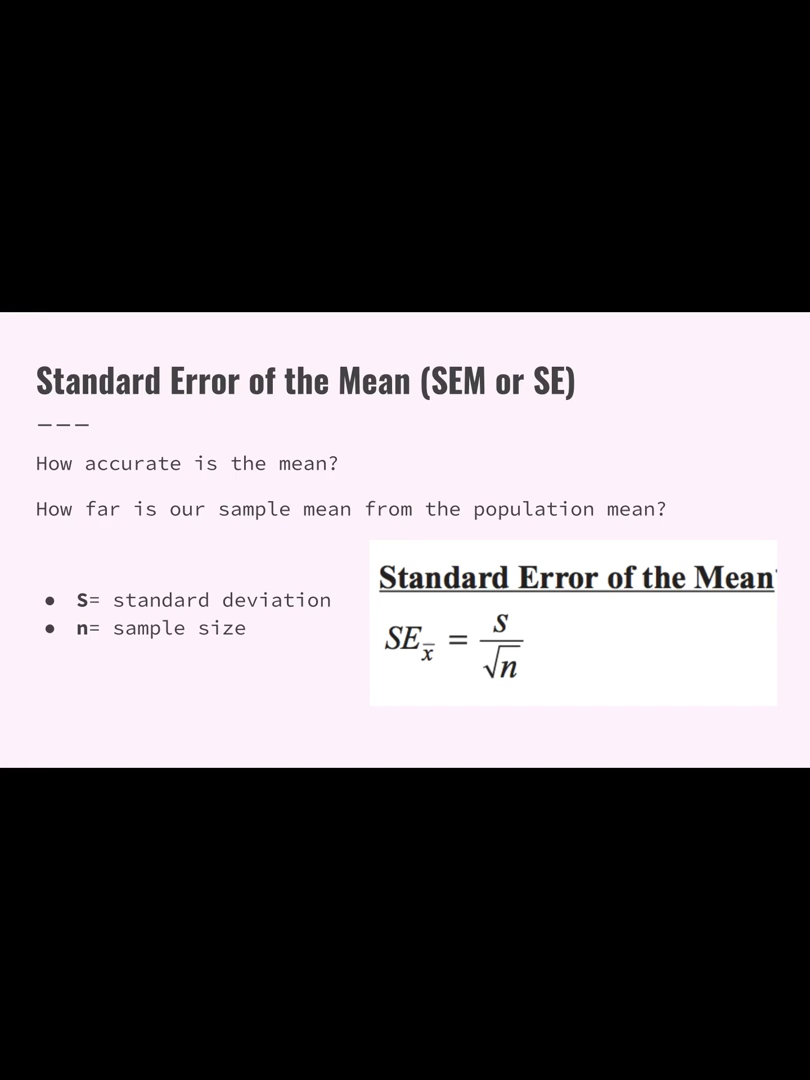 Standard Error of the Mean (SEM or SE)
———
How accurate is the mean?
How far is our sample mean from the population mean?
● S= standard deviation
● n= sample size
Standard Error of the Mean
SE_x̅ = S/√n